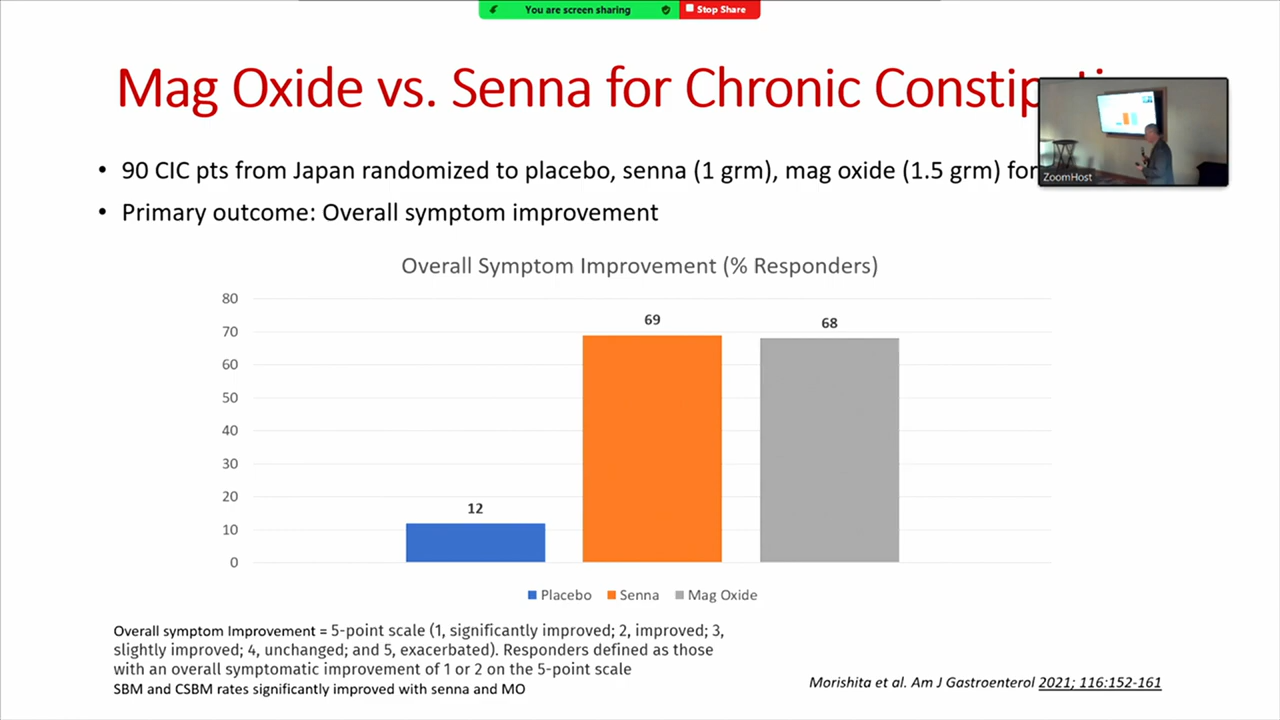 You are screen sharing
Stop Share
Mag Oxide vs. Senna for Chronic
• 90 CIC pts from Japan randomized to placebo, senna (1 grm), mag oxide (1.5 grm) for
ZoomHost
• Primary outcome: Overall symptom improvement
Overall Symptom Improvement (% Responders)
80
70
60
50
40
30
20
10
0
12
69
68
Placebo
Senna
Mag Oxide
Overall symptom Improvement = 5-point scale (1, significantly improved; 2, improved; 3,
slightly improved; 4, unchanged; and 5, exacerbated). Responders defined as those
with an overall symptomatic improvement of 1 or 2 on the 5-point scale
SBM and CSBM rates significantly improved with senna and MO
Morishita et al. Am J Gastroenterol 2021; 116:152-161